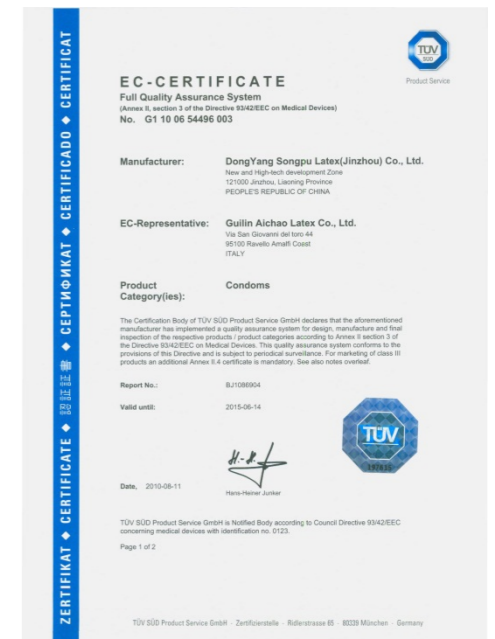 ZERTIFIKAT ◆ CERTIFICATE ◆ 認証証書 ◆ СЕРТИФИКАТ ◆ CERTIFICADO ◆ CERTIFICAT
TÜV
SÜD
Product Service
EC-CERTIFICATE
Full Quality Assurance System
(Annex II, section 3 of the Directive 93/42/EEC on Medical Devices)
No. G1 10 06 54496 003
Manufacturer: DongYang Songpu Latex(Jinzhou) Co., Ltd.
New and High-tech development Zone
121000 Jinzhou, Liaoning Province
PEOPLE'S REPUBLIC OF CHINA
EC-Representative: Guilin Aichao Latex Co., Ltd.
Via San Giovanni del toro 44
95100 Ravello Amalfi Coast
ITALY
Product Category(ies): Condoms
The Certification Body of TÜV SÜD Product Service GmbH declares that the aforementioned
manufacturer has implemented a quality assurance system for design, manufacture and final
inspection of the respective products / product categories according to Annex II section 3 of
the Directive 93/42/EEC on Medical Devices. This quality assurance system conforms to the
provisions of this Directive and is subject to periodical surveillance. For marketing of class III
products an additional Annex II.4 certificate is mandatory. See also notes overleaf.
Report No.: BJ1086904
Valid until: 2015-06-14
TÜV
Date, 2010-08-11
Hans-Heiner Junker
TÜV SÜD Product Service GmbH is Notified Body according to Council Directive 93/42/EEC
concerning medical devices with identification no. 0123.
Page 1 of 2
TÜV SÜD Product Service GmbH · Zertifizierstelle · Ridlerstrasse 65 · 80339 München · Germany